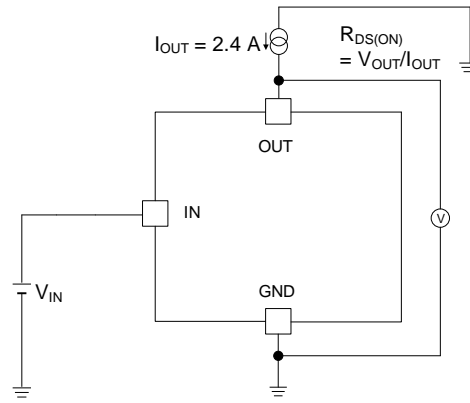 I_OUT = 2.4 A
R_DS(ON)
= V_OUT/I_OUT
OUT
IN
V
GND
V_IN